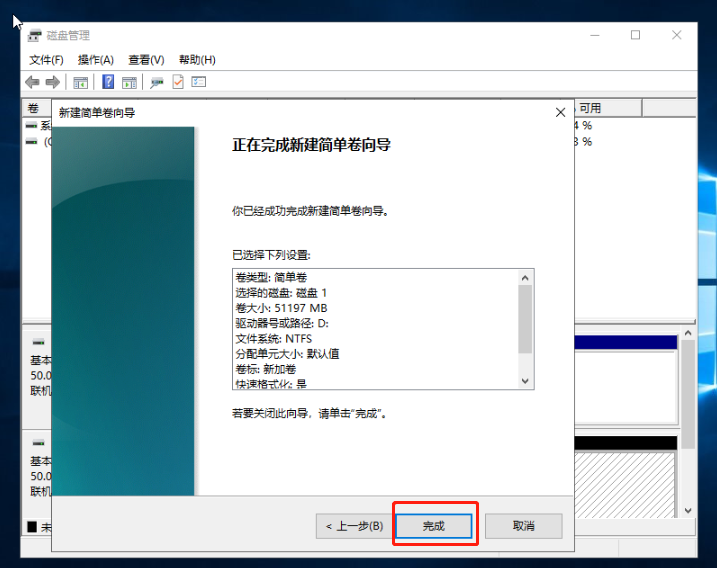 磁盘管理
文件(F) 操作(A) 查看(V) 帮助(H)
卷
可用
系
4 %
(C
3 %
新建简单卷向导
正在完成新建简单卷向导
你已经成功完成新建简单卷向导。
已选择下列设置:
卷类型: 简单卷
选择的磁盘: 磁盘 1
卷大小: 51197 MB
驱动器号或路径: D:
文件系统: NTFS
分配单元大小: 默认值
卷标: 新加卷
快速格式化: 是
若要关闭此向导，请单击"完成"。
基本
50.0
联机
基本
50.0
联机
未
< 上一步(B) 完成 取消